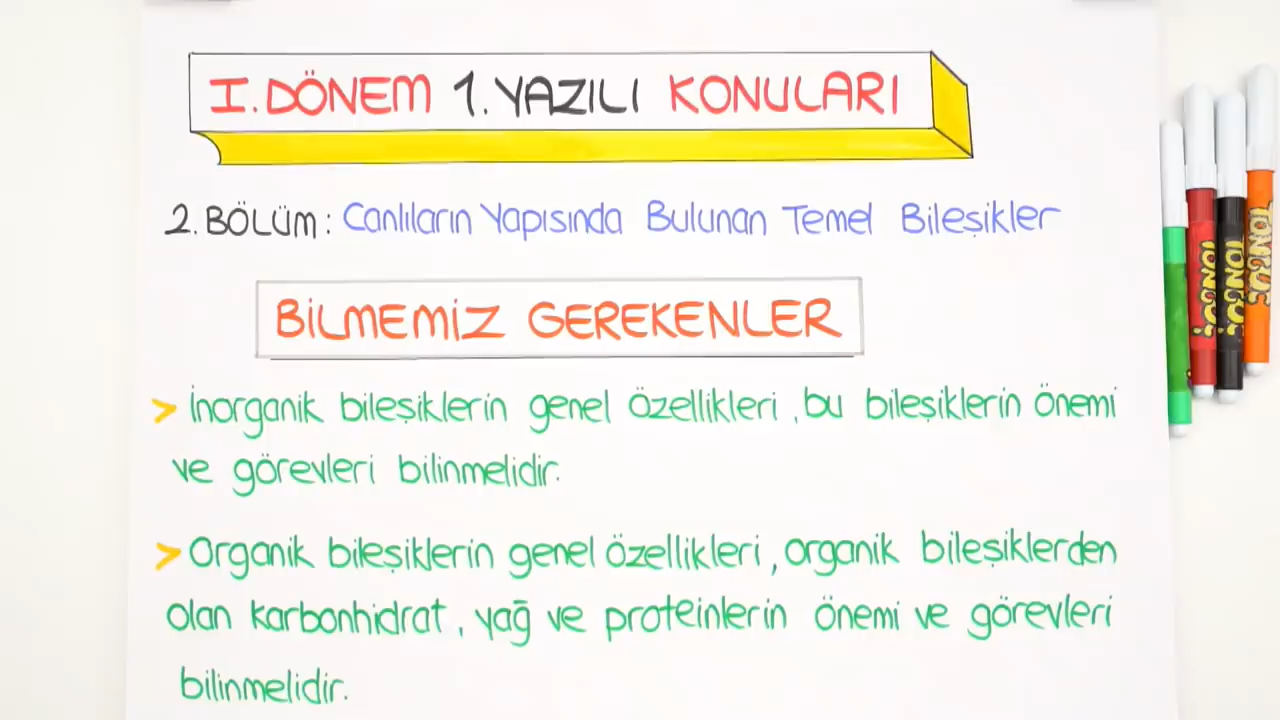 I. DÖNEM 1. YAZILI KONULARI
2. BÖLÜM: Canlıların Yapısında Bulunan Temel Bileşikler
BİLMEMİZ GEREKENLER
> İnorganik bileşiklerin genel özellikleri, bu bileşiklerin önemi
ve görevleri bilinmelidir.
> Organik bileşiklerin genel özellikleri, organik bileşiklerden
olan karbonhidrat, yağ ve proteinlerin önemi ve görevleri
bilinmelidir.